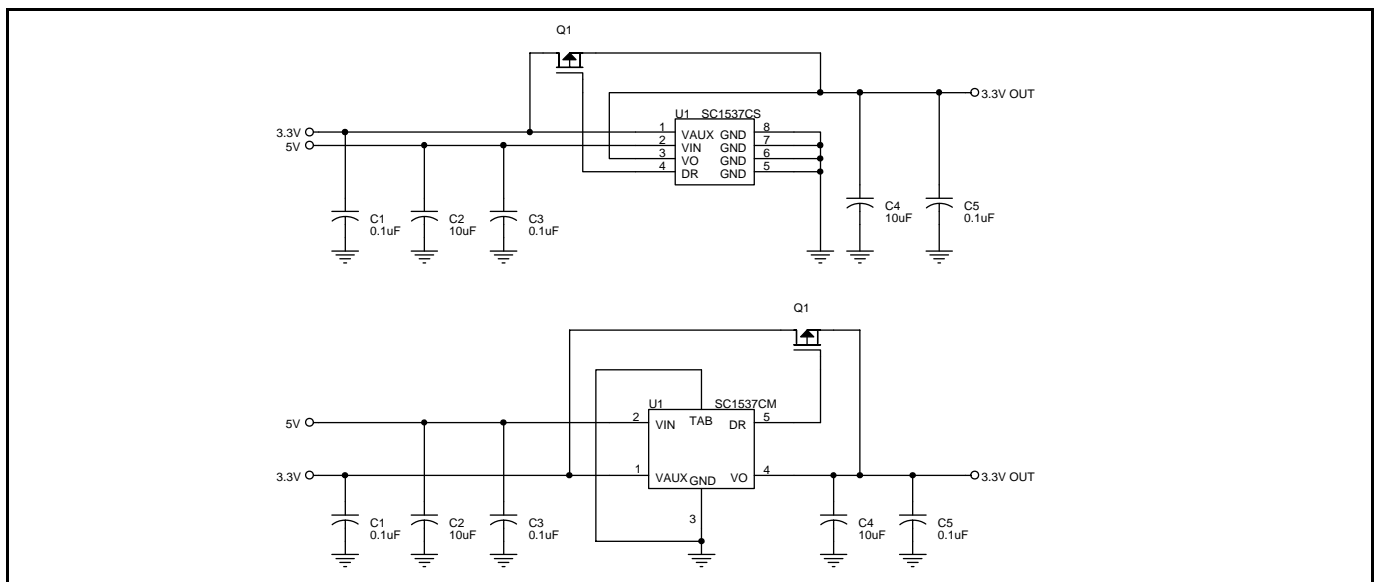 Q1
3.3V OUT
U1 SC1537CS
3.3V
5V
1 VAUX GND 8
2 VIN GND 7
3 VO GND 6
4 DR GND 5
C1
0.1uF
C2
10uF
C3
0.1uF
C4
10uF
C5
0.1uF
Q1
U1 SC1537CM
5V
2 VIN TAB DR 5
3.3V
1 VAUX GND VO 4
3.3V OUT
3
C1
0.1uF
C2
10uF
C3
0.1uF
C4
10uF
C5
0.1uF